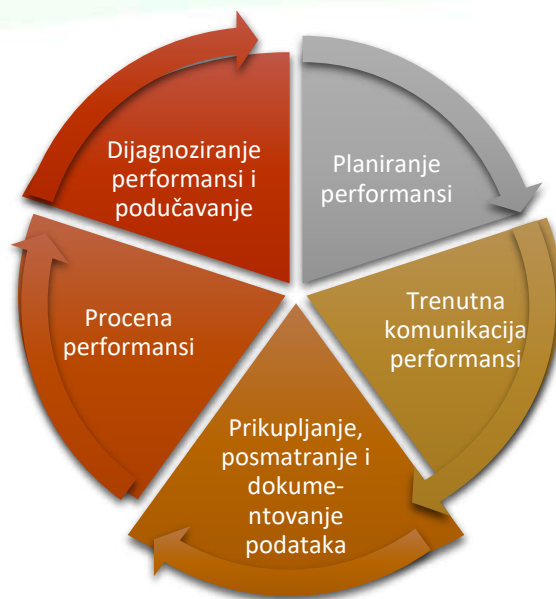 Dijagnoziranje
performansi i
podučavanje
Planiranje
performansi
Trenutna
komunikacija
performansi
Prikupljanje,
posmatranje i
dokume-
ntovanje
podataka
Procena
performansi